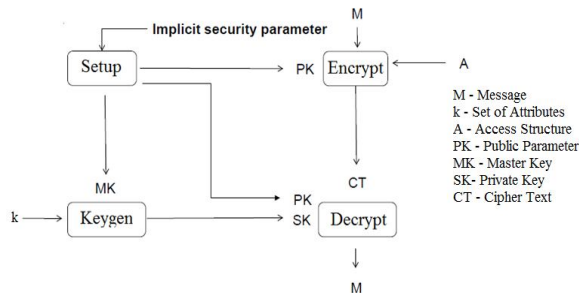 M
Implicit security parameter
Setup
PK
Encrypt
A
M - Message
k - Set of Attributes
A - Access Structure
PK - Public Parameter
MK - Master Key
SK- Private Key
CT - Cipher Text
MK
CT
PK
k
Keygen
SK
Decrypt
M